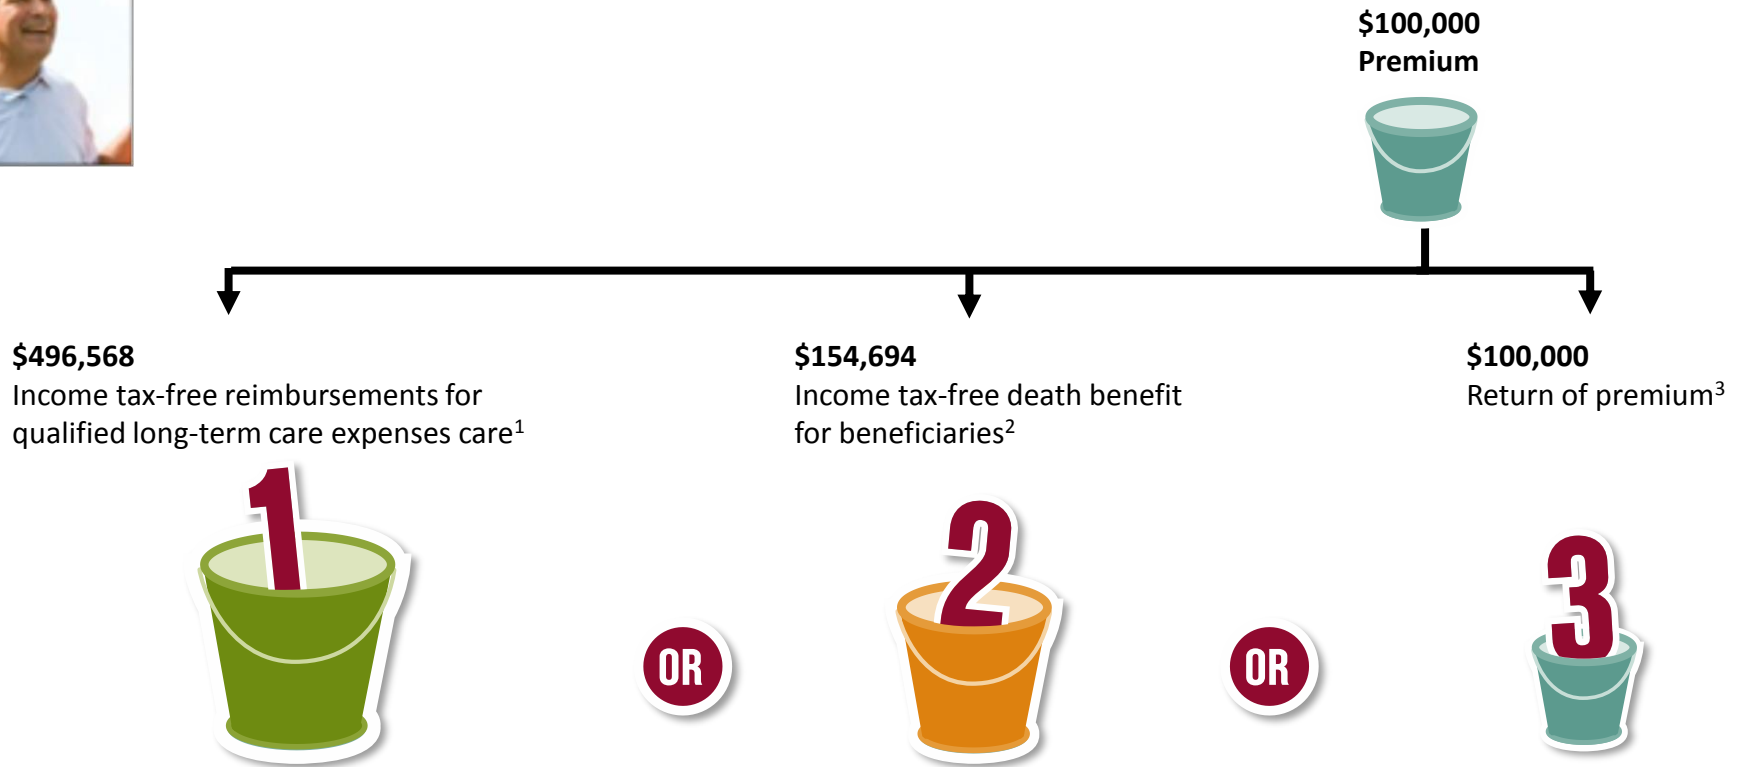 $100,000
Premium
$496,568
Income tax-free reimbursements for
qualified long-term care expenses care1
$154,694
Income tax-free death benefit
for beneficiaries2
$100,000
Return of premium3
1
OR
2
OR
3